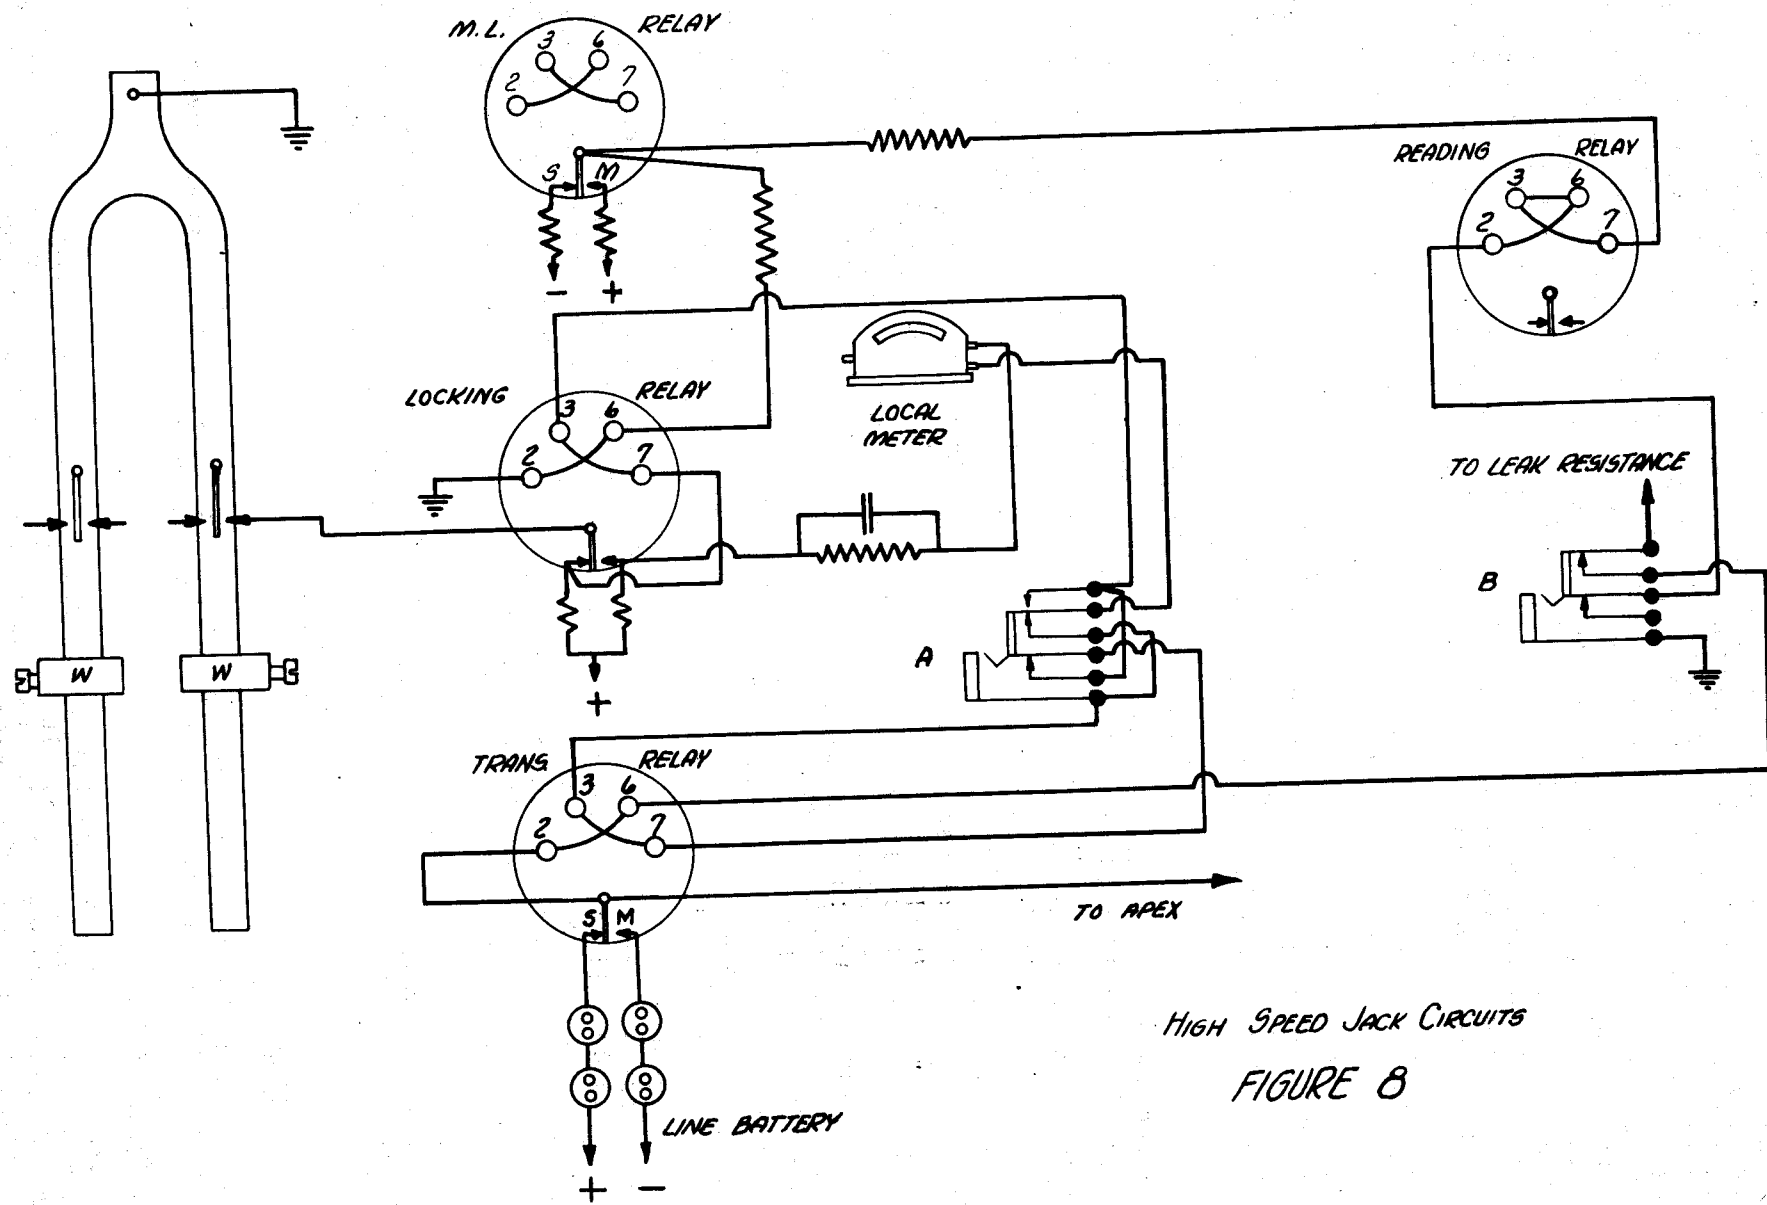 M.L. RELAY
3 6
2 7
S M
- +
READING RELAY
3 6
2 7
LOCKING RELAY
3 6
2 7
LOCAL
METER
TO LEAK RESISTANCE
B
A
W W
+
TRANS. RELAY
3 6
2 7
S M
TO APEX
HIGH SPEED JACK CIRCUITS
FIGURE 8
LINE BATTERY
+ -